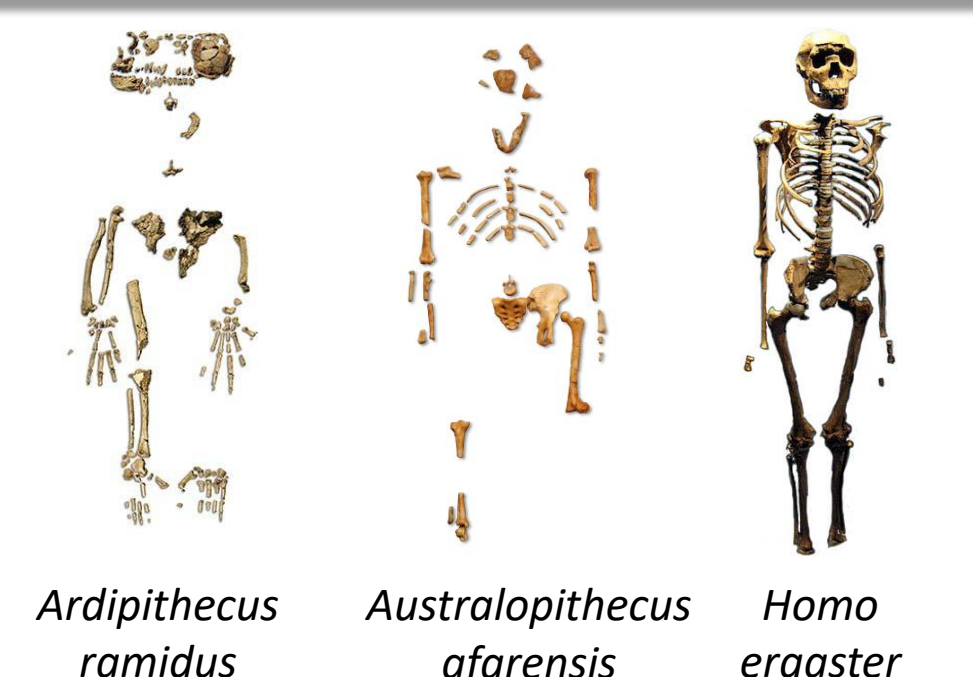 Ardipithecus
ramidus
Australopithecus
afarensis
Homo
ergaster